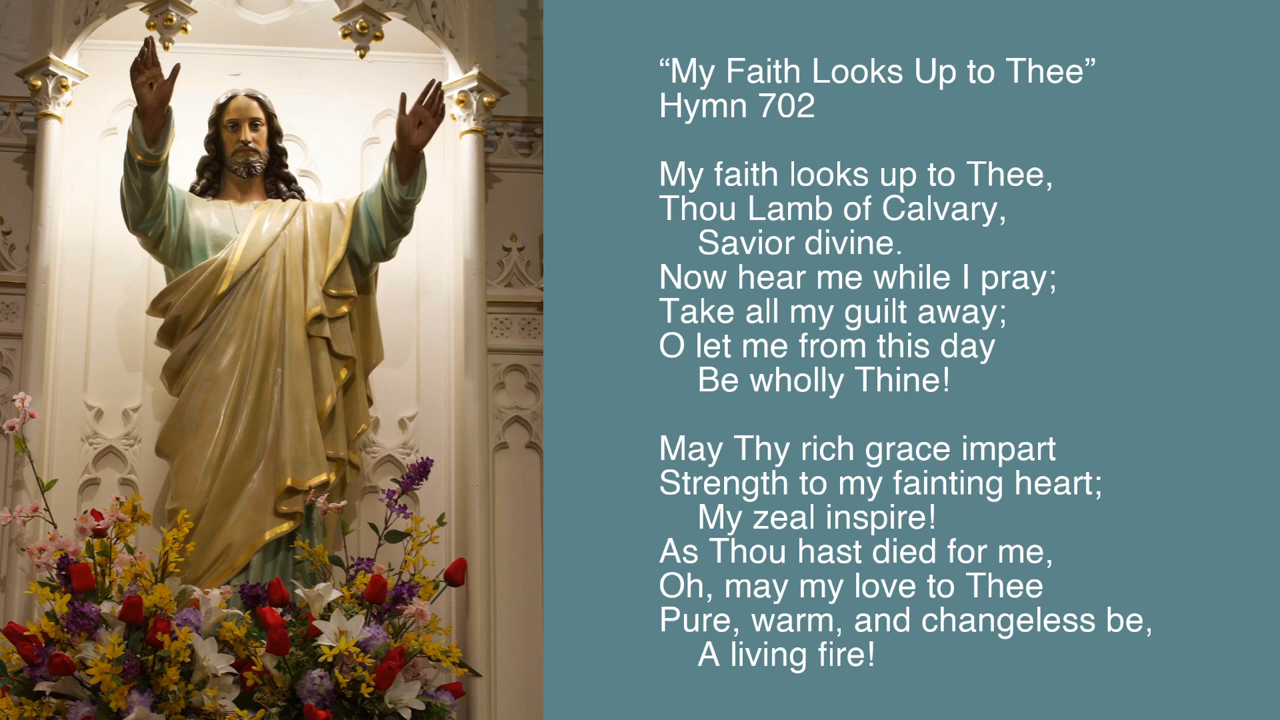 “My Faith Looks Up to Thee”
Hymn 702
My faith looks up to Thee,
Thou Lamb of Calvary,
Savior divine.
Now hear me while I pray;
Take all my guilt away;
O let me from this day
Be wholly Thine!
May Thy rich grace impart
Strength to my fainting heart;
My zeal inspire!
As Thou hast died for me,
Oh, may my love to Thee
Pure, warm, and changeless be,
A living fire!